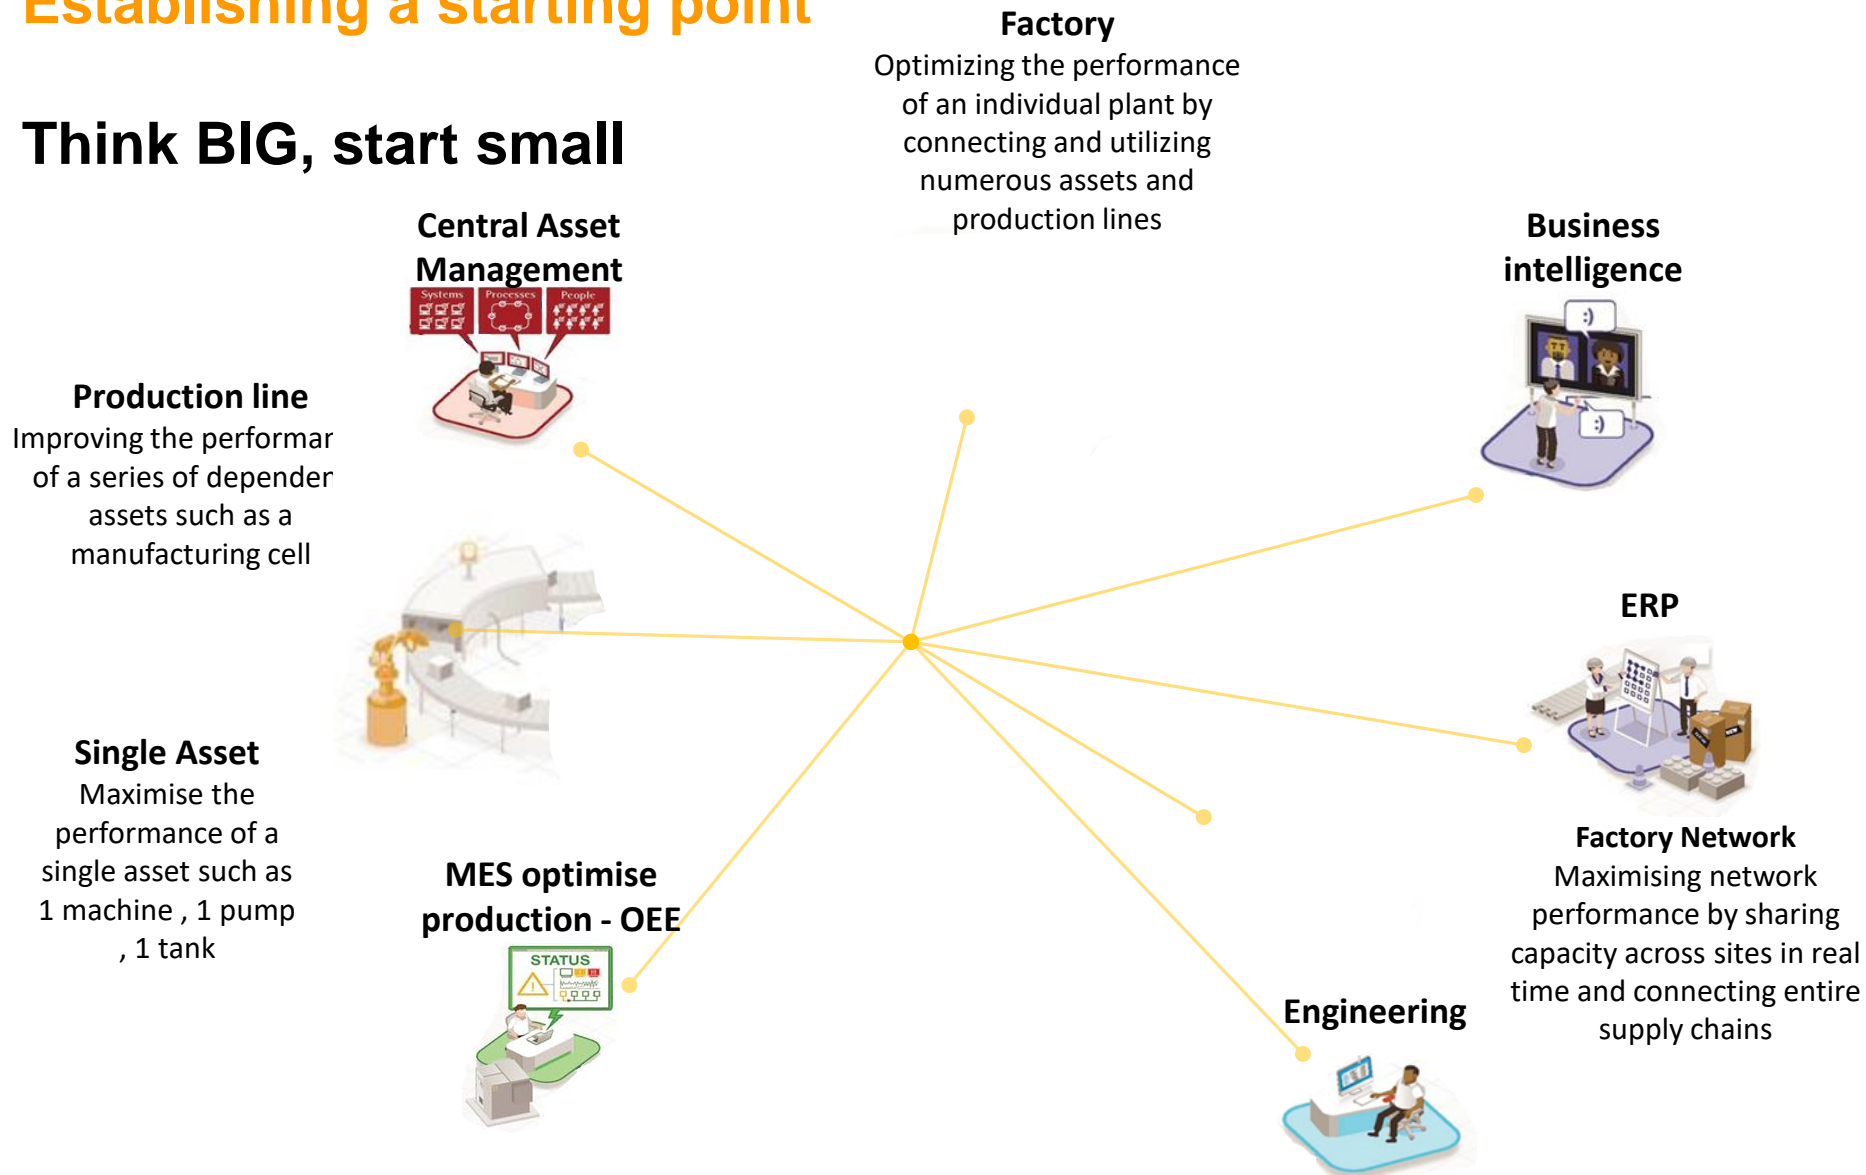 Establishing a starting point
Think BIG, start small
Factory
Optimizing the performance
of an individual plant by
connecting and utilizing
numerous assets and
production lines
Central Asset
Management
Systems
Processes
People
Business
intelligence
:)
:)
Production line
Improving the performan
of a series of dependen
assets such as a
manufacturing cell
ERP
Single Asset
Maximise the
performance of a
single asset such as
1 machine , 1 pump
, 1 tank
MES optimise
production - OEE
STATUS
Factory Network
Maximising network
performance by sharing
capacity across sites in real
time and connecting entire
supply chains
Engineering